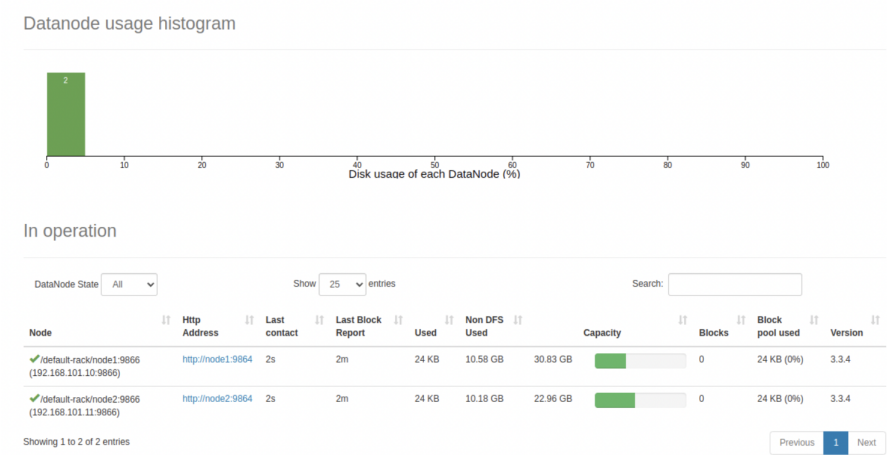 Datanode usage histogram
2
0 10 20 30 40 50 60 70 80 90 100
Disk usage of each DataNode (%)
In operation
DataNode State All Show 25 entries Search:
Node Http Address Last contact Last Block Report Used Non DFS Used Capacity Blocks Block pool used Version
/default-rack/node1:9866 http://node1:9864 2s 2m 24 KB 10.58 GB 30.83 GB 0 24 KB (0%) 3.3.4
(192.168.101.10:9866)
/default-rack/node2:9866 http://node2:9864 2s 2m 24 KB 10.18 GB 22.96 GB 0 24 KB (0%) 3.3.4
(192.168.101.11:9866)
Showing 1 to 2 of 2 entries Previous 1 Next